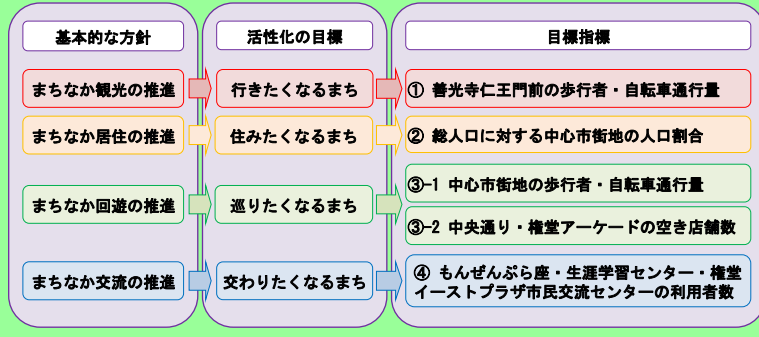 基本的な方針
活性化の目標
目標指標
まちなか観光の推進
行きたくなるまち
① 善光寺仁王門前の歩行者・自転車通行量
まちなか居住の推進
住みたくなるまち
② 総人口に対する中心市街地の人口割合
まちなか回遊の推進
巡りたくなるまち
③-1 中心市街地の歩行者・自転車通行量
③-2 中央通り・権堂アーケードの空き店舗数
まちなか交流の推進
交わりたくなるまち
④ もんぜんぷら座・生涯学習センター・権堂
イーストプラザ市民交流センターの利用者数